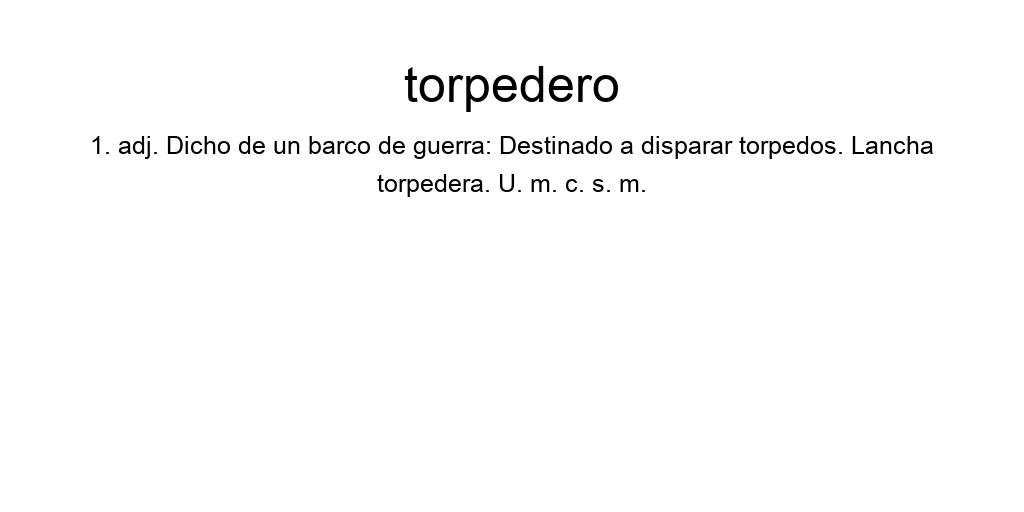 torpedero
1. adj. Dicho de un barco de guerra: Destinado a disparar torpedos. Lancha
torpedera. U. m. c. s. m.